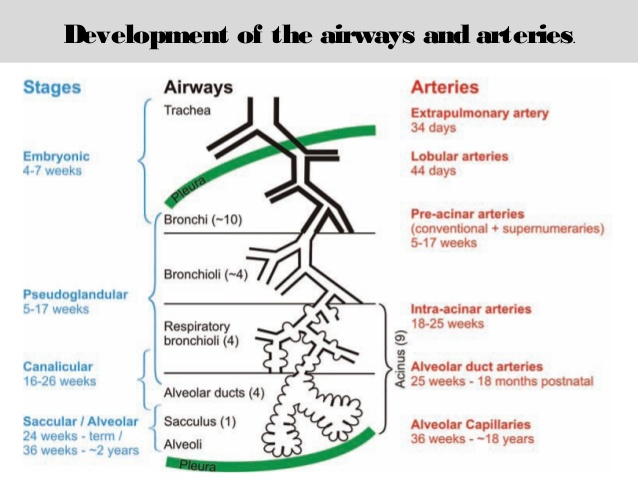 Development of the airways and arteries.
Stages
Airways
Arteries
Trachea
Extrapulmonary artery
34 days
Embryonic
4-7 weeks
Lobular arteries
44 days
Pleura
Bronchi (~10)
Pre-acinar arteries
(conventional + supernumeraries)
5-17 weeks
Bronchioli (~4)
Pseudoglandular
5-17 weeks
Respiratory
bronchioli (4)
Intra-acinar arteries
18-25 weeks
Acinus (9)
Canalicular
16-26 weeks
Alveolar ducts (4)
Alveolar duct arteries
25 weeks - 18 months postnatal
Saccular / Alveolar
24 weeks - term /
36 weeks - ~2 years
Sacculus (1)
Alveoli
Alveolar Capillaries
36 weeks - ~18 years
Pleura